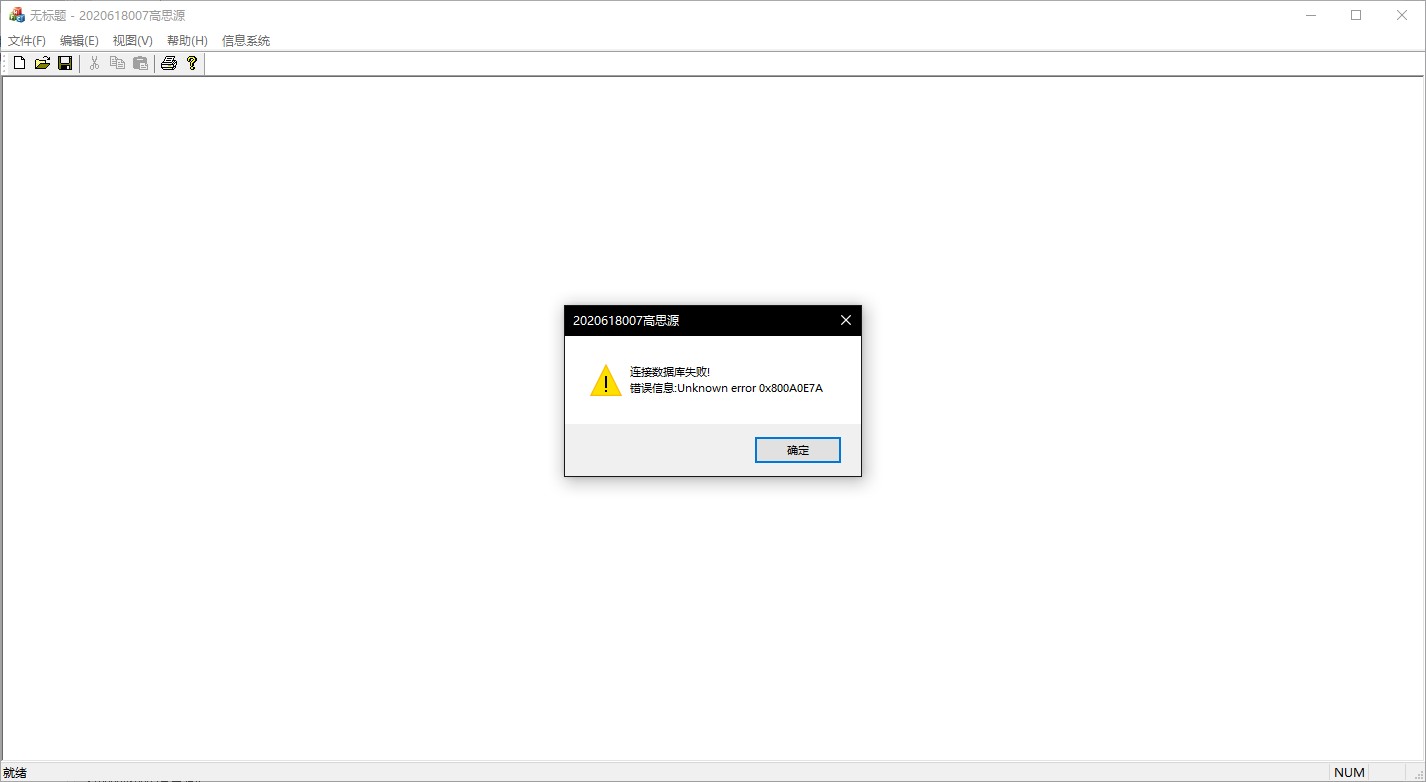 无标题 - 2020618007高思源
文件(F) 编辑(E) 视图(V) 帮助(H) 信息系统
2020618007高思源
连接数据库失败!
错误信息:Unknown error 0x800A0E7A
确定
就绪 NUM